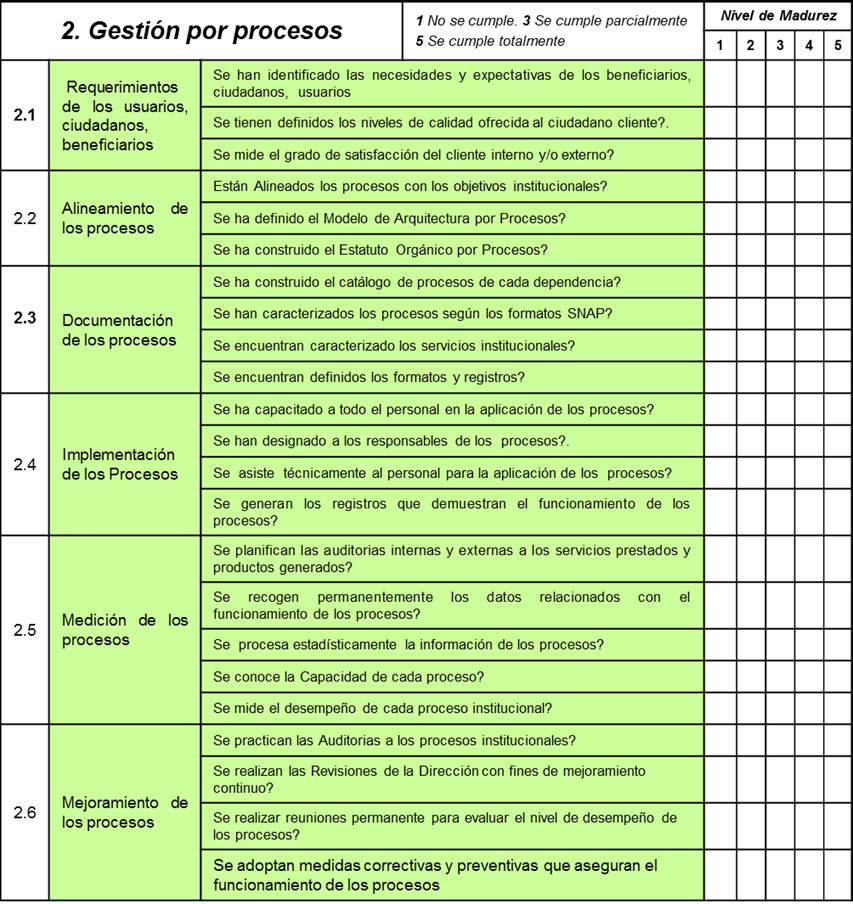 2. Gestión por procesos
1 No se cumple. 3 Se cumple parcialmente
5 Se cumple totalmente
Nivel de Madurez
1 2 3 4 5
2.1
Requerimientos
de los usuarios,
ciudadanos,
beneficiarios
Se han identificado las necesidades y expectativas de los beneficiarios,
ciudadanos, usuarios
Se tienen definidos los niveles de calidad ofrecida al ciudadano cliente?.
Se mide el grado de satisfacción del cliente interno y/o externo?
2.2
Alineamiento de
los procesos
Están Alineados los procesos con los objetivos institucionales?
Se ha definido el Modelo de Arquitectura por Procesos?
Se ha construido el Estatuto Orgánico por Procesos?
2.3
Documentación
de los procesos
Se ha construido el catálogo de procesos de cada dependencia?
Se han caracterizados los procesos según los formatos SNAP?
Se encuentran caracterizado los servicios institucionales?
Se encuentran definidos los formatos y registros?
2.4
Implementación
de los Procesos
Se ha capacitado a todo el personal en la aplicación de los procesos?
Se han designado a los responsables de los procesos?.
Se asiste técnicamente al personal para la aplicación de los procesos?
Se generan los registros que demuestran el funcionamiento de los
procesos?
2.5
Medición de los
procesos
Se planifican las auditorias internas y externas a los servicios prestados y
productos generados?
Se recogen permanentemente los datos relacionados con el
funcionamiento de los procesos?
Se procesa estadísticamente la información de los procesos?
Se conoce la Capacidad de cada proceso?
Se mide el desempeño de cada proceso institucional?
2.6
Mejoramiento de
los procesos
Se practican las Auditorias a los procesos institucionales?
Se realizan las Revisiones de la Dirección con fines de mejoramiento
continuo?
Se realizar reuniones permanente para evaluar el nivel de desempeño de
los procesos?
Se adoptan medidas correctivas y preventivas que aseguran el
funcionamiento de los procesos